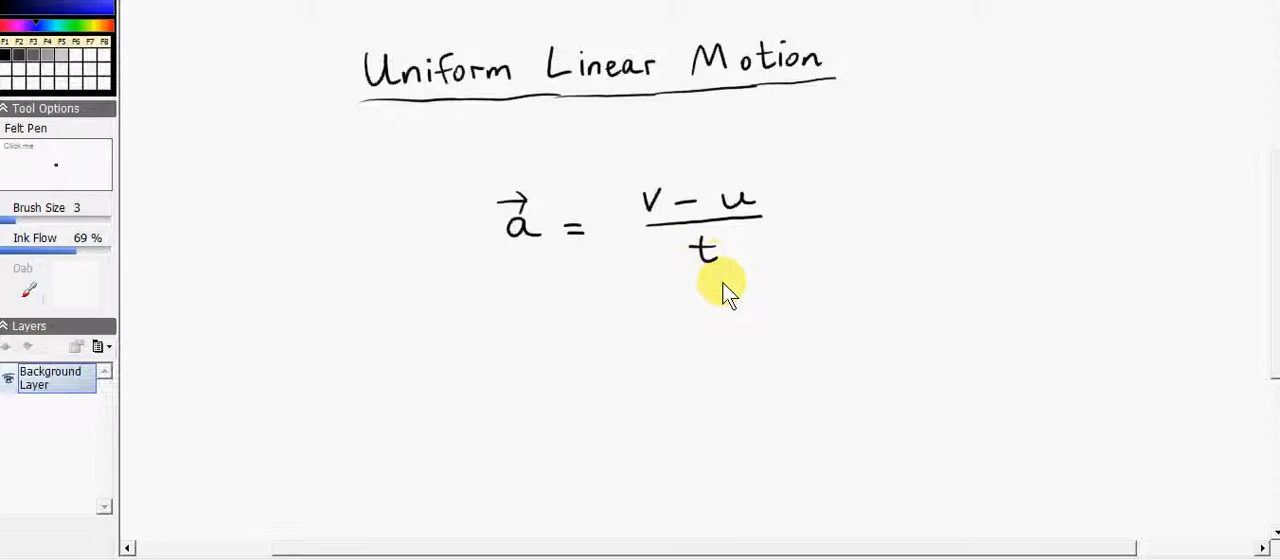 F1 F2 F3 F4 F5 F6 F7 F8
Uniform Linear Motion
Tool Options
Felt Pen
Click me
Brush Size 3
Ink Flow 69 %
Dab
Layers
Background
Layer
a⃗ = v - u / t